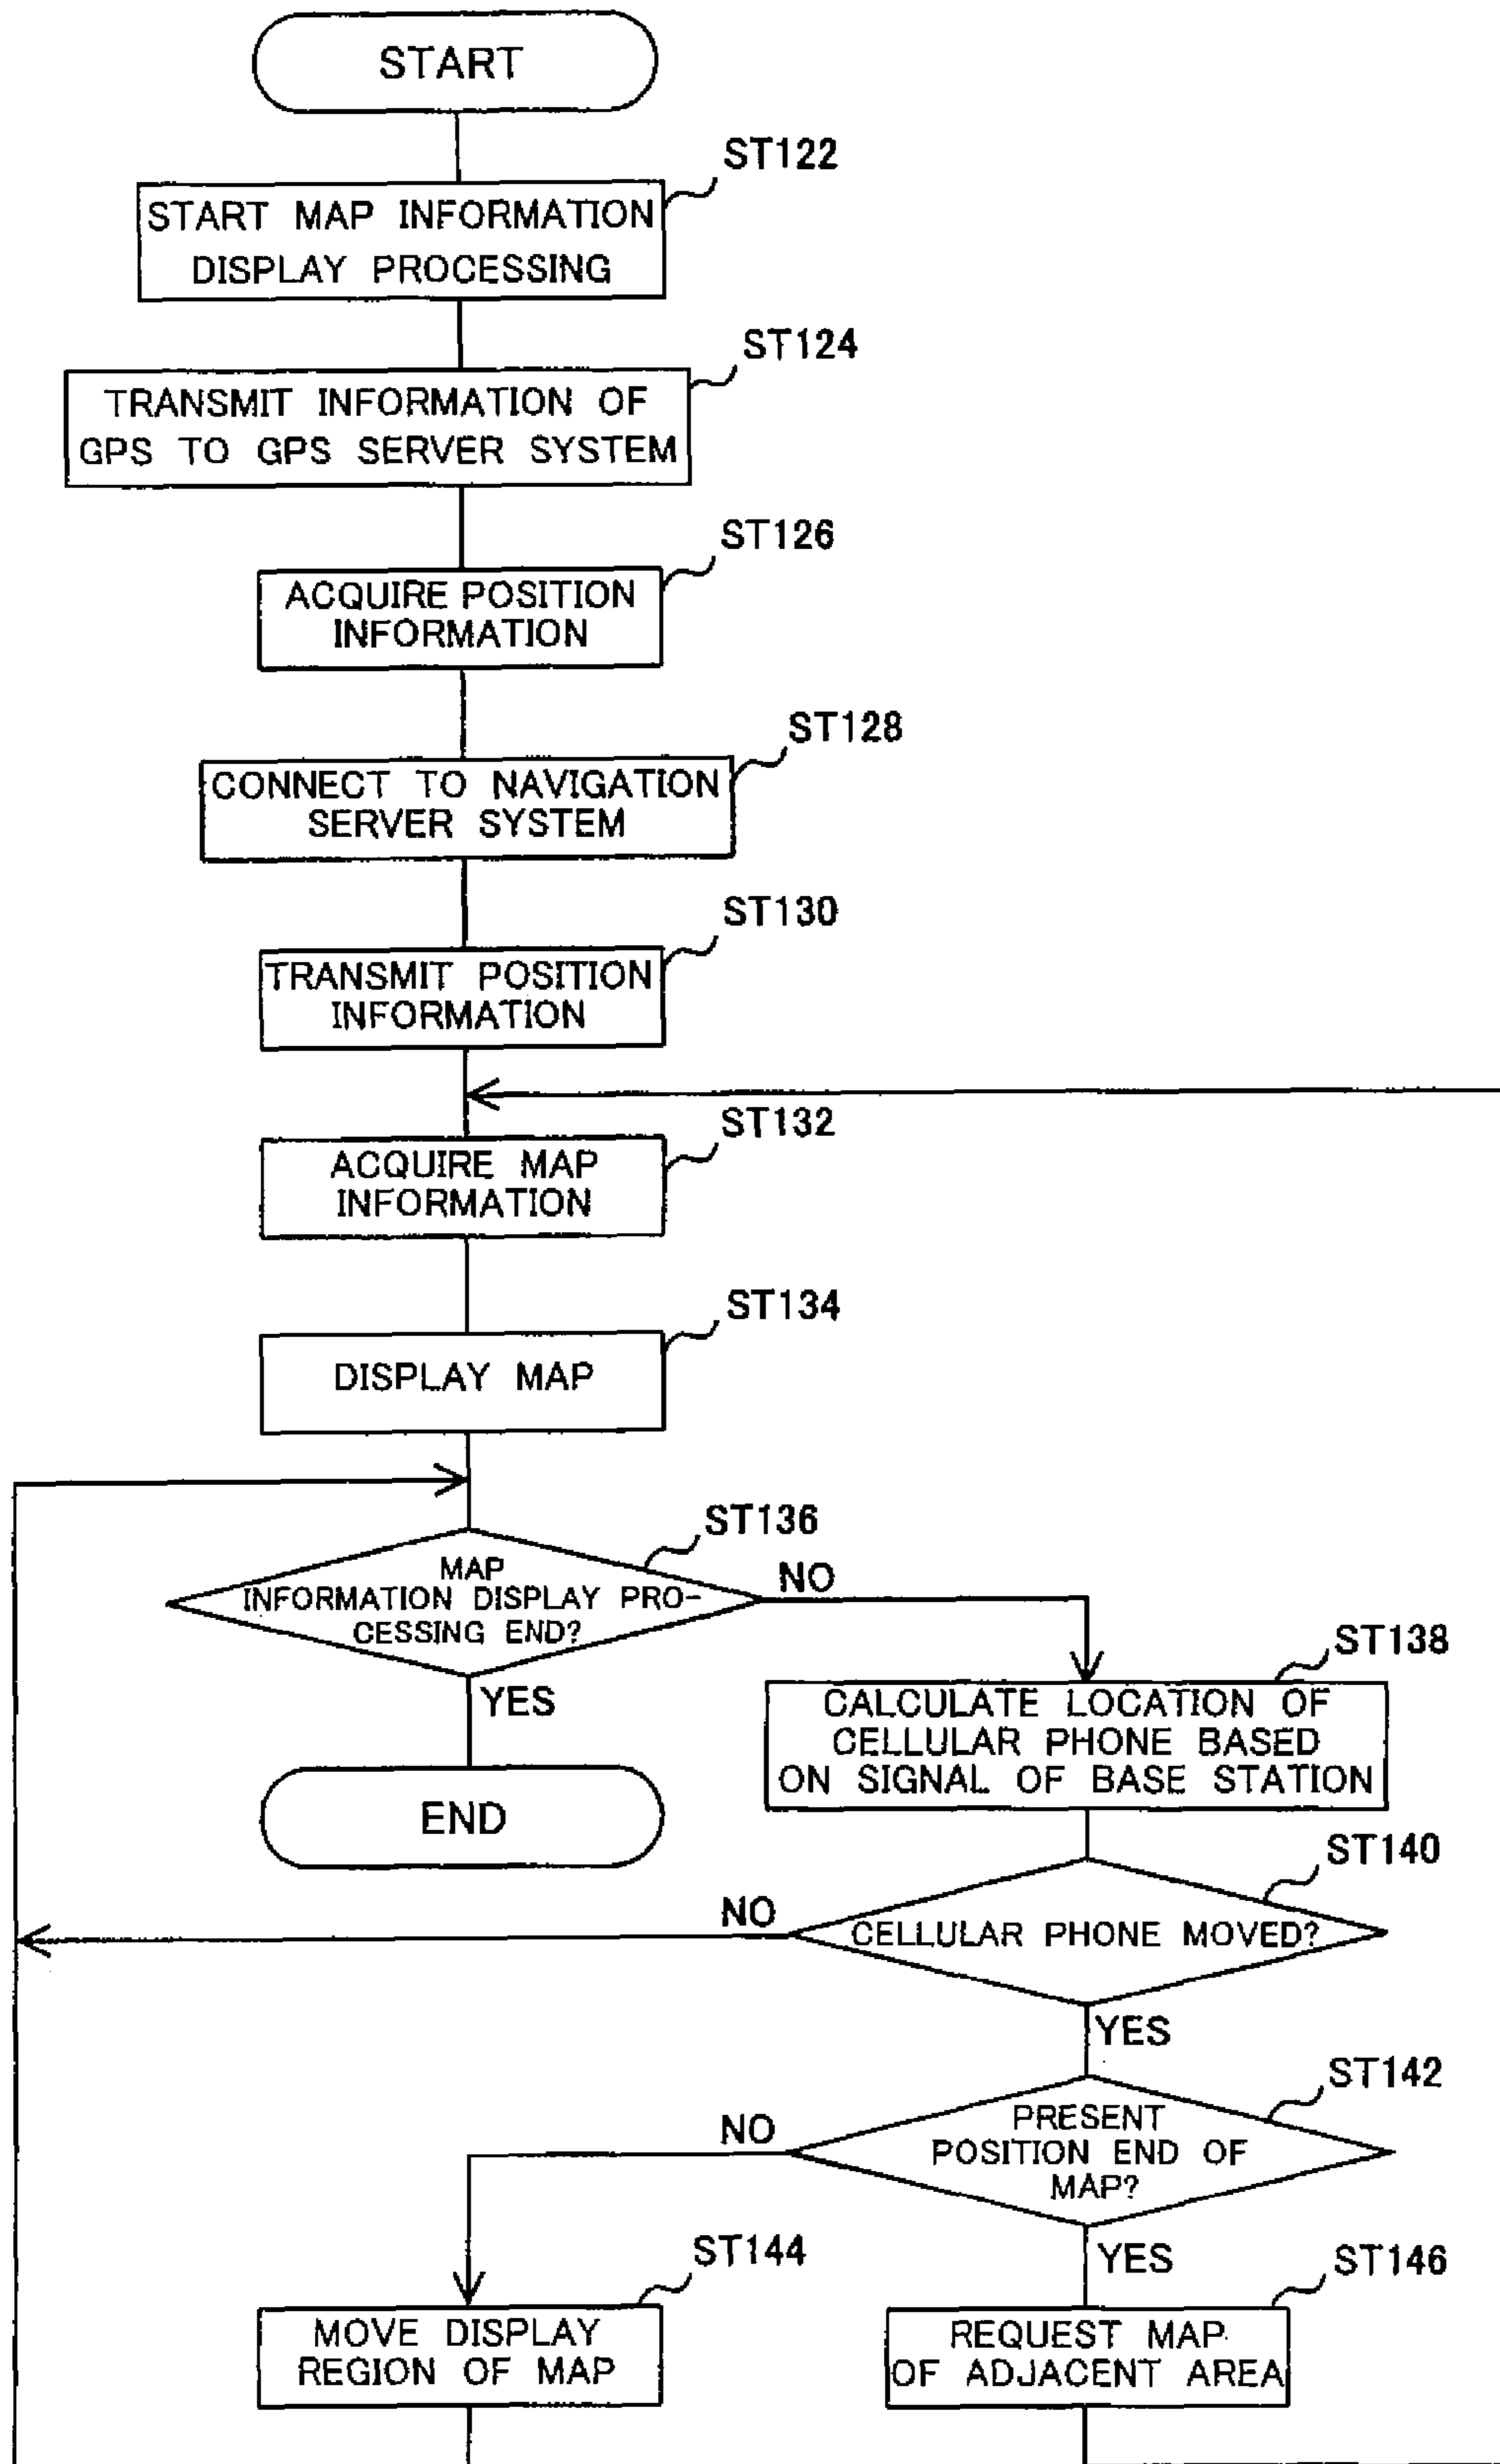 START
ST122
START MAP INFORMATION
DISPLAY PROCESSING
ST124
TRANSMIT INFORMATION OF
GPS TO GPS SERVER SYSTEM
ST126
ACQUIRE POSITION
INFORMATION
ST128
CONNECT TO NAVIGATION
SERVER SYSTEM
ST130
TRANSMIT POSITION
INFORMATION
ST132
ACQUIRE MAP
INFORMATION
ST134
DISPLAY MAP
ST136
MAP
INFORMATION DISPLAY PRO-
CESSING END?
NO
YES
END
ST138
CALCULATE LOCATION OF
CELLULAR PHONE BASED
ON SIGNAL OF BASE STATION
ST140
NO
CELLULAR PHONE MOVED?
YES
ST142
NO
PRESENT
POSITION END OF
MAP?
YES
ST144
MOVE DISPLAY
REGION OF MAP
ST146
REQUEST MAP
OF ADJACENT AREA